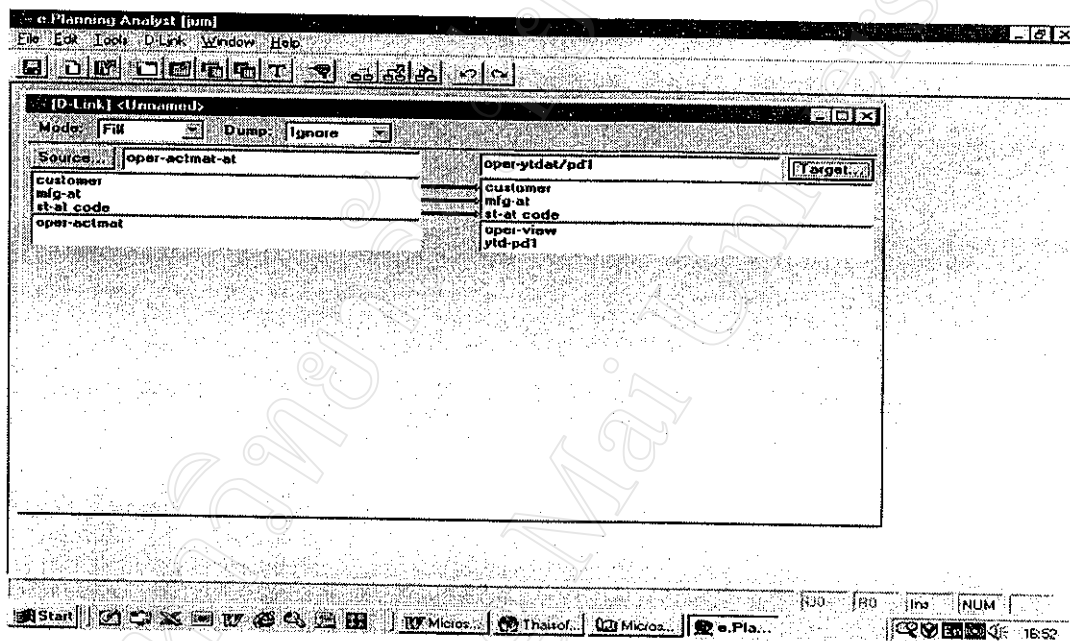 e.Planning Analyst [jum]
File Edit Tools D-Link Window Help
[D-Link] <Unnamed>
Mode: Fill Dump: Ignore
Source... oper-actmat-at oper-ytdat/pd1 Target...
customer customer
mfg-at mfg-at
st-at code st-at code
oper-actmat oper-view
ytd-pd1
Ins NUM
Start Micros... Thaisof... Micros... e.Pla... En 16:52